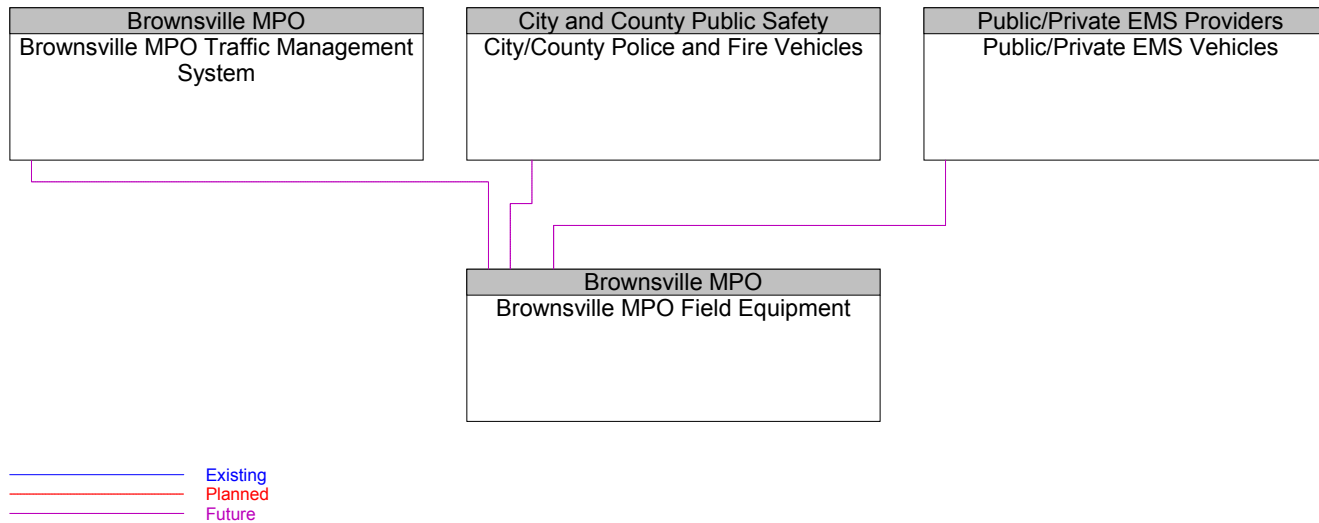 Brownsville MPO
Brownsville MPO Traffic Management
System
City and County Public Safety
City/County Police and Fire Vehicles
Public/Private EMS Providers
Public/Private EMS Vehicles
Brownsville MPO
Brownsville MPO Field Equipment
Existing
Planned
Future